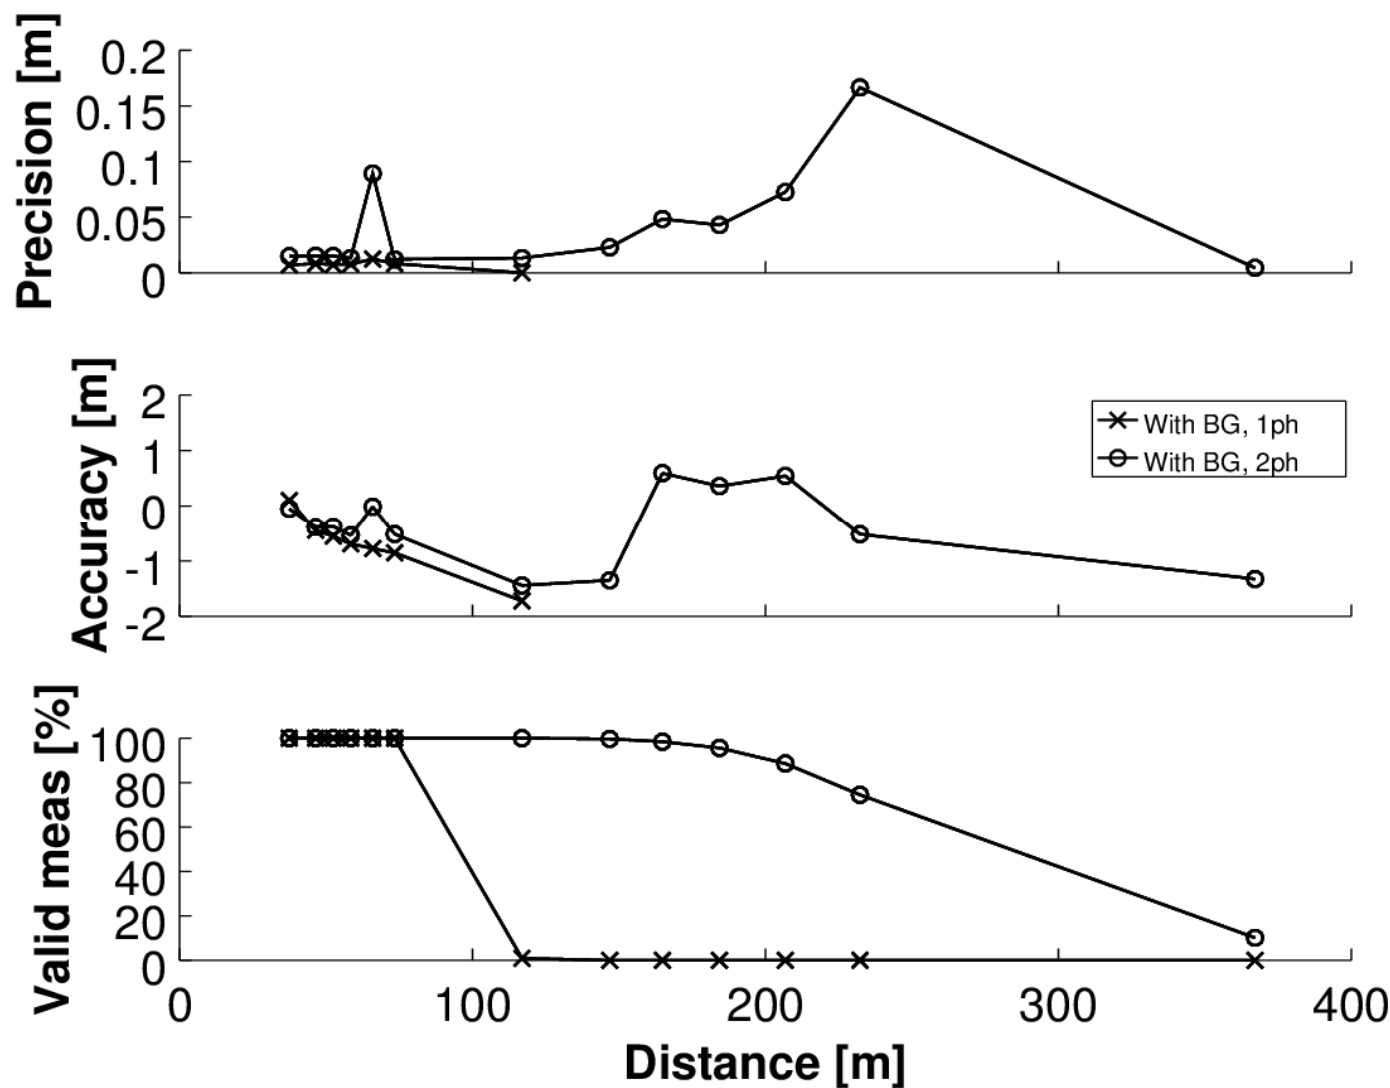 Precision [m]
0.2
0.15
0.1
0.05
0
Accuracy [m]
2
1
0
-1
-2
With BG, 1ph
With BG, 2ph
Valid meas [%]
100
80
60
40
20
0
0 100 200 300 400
Distance [m]